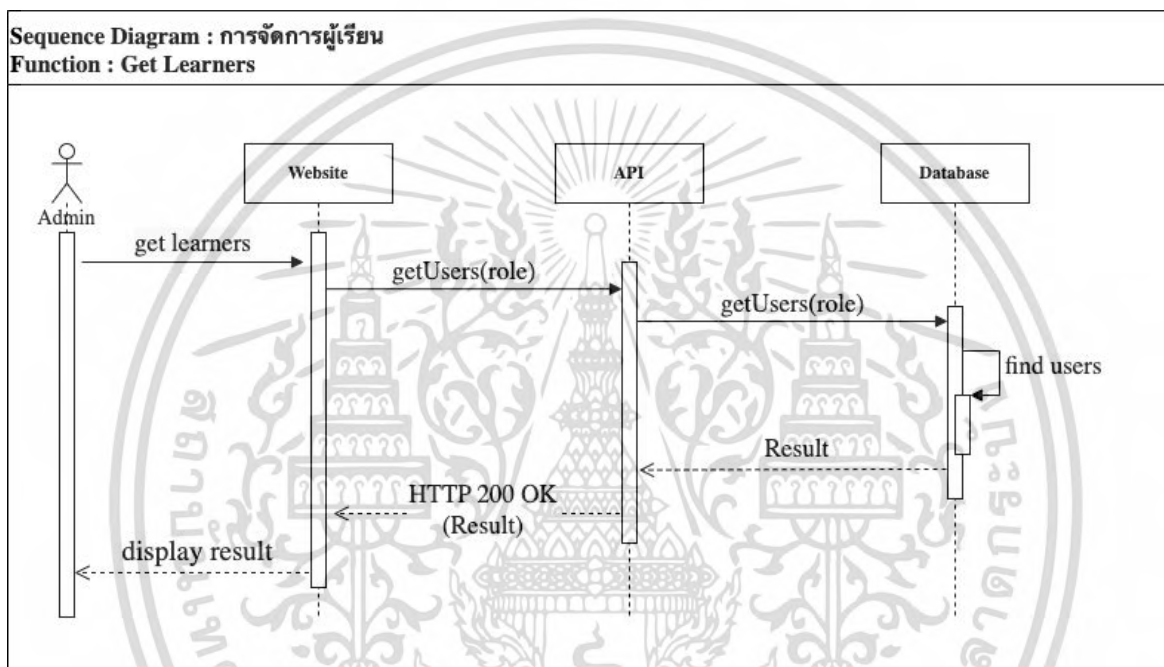 Sequence Diagram : การจัดการผู้เรียน
Function : Get Learners
Website
API
Database
Admin
get learners
getUsers(role)
getUsers(role)
find users
Result
HTTP 200 OK
(Result)
display result